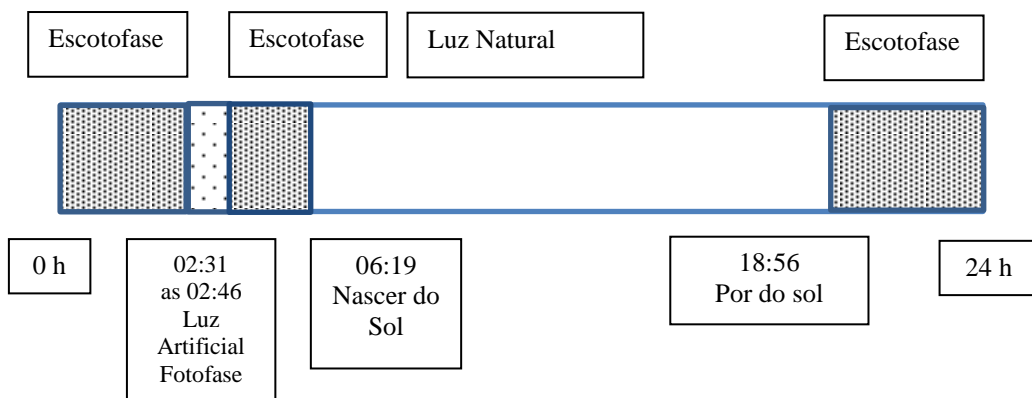 Escotofase
Escotofase
Luz Natural
Escotofase
0 h
02:31
as 02:46
Luz
Artificial
Fotofase
06:19
Nascer do
Sol
18:56
Por do sol
24 h